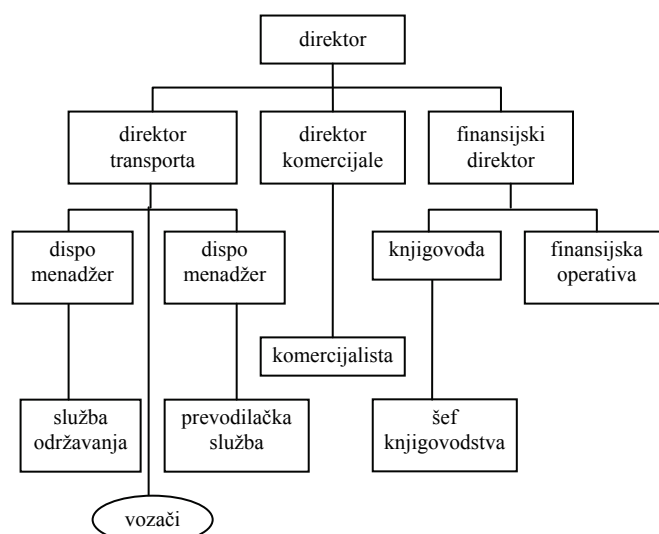 direktor
direktor
transporta
direktor
komercijale
finansijski
direktor
dispo
menadžer
dispo
menadžer
knjigovođa
finansijska
operativa
komercijalista
služba
održavanja
prevodilačka
služba
šef
knjigovodstva
vozači